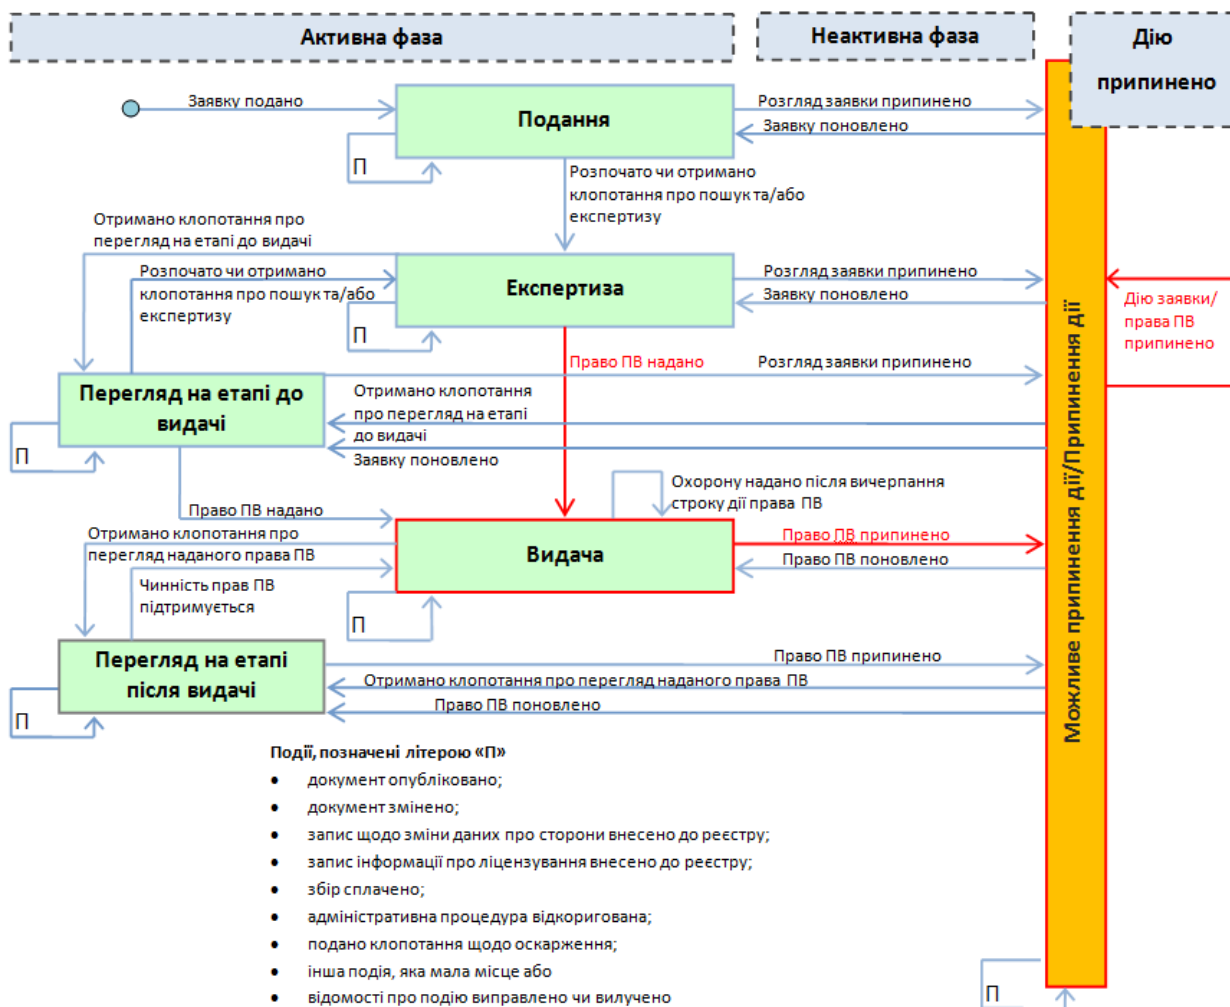 Активна фаза
Неактивна фаза
Дію
припинено
Заявку подано
Подання
Розгляд заявки припинено
Заявку поновлено
П
Розпочато чи отримано
клопотання про пошук та/або
експертизу
Отримано клопотання про
перегляд на етапі до видачі
Розпочато чи отримано
клопотання про пошук та/або
експертизу
Експертиза
Розгляд заявки припинено
Заявку поновлено
П
Дію заявки/
права ПВ
припинено
Право ПВ надано
Розгляд заявки припинено
Перегляд на етапі до
видачі
Отримано клопотання
про перегляд на етапі
до видачі
Заявку поновлено
П
Право ПВ надано
Охорону надано після вичерпання
строку дії права ПВ
Отримано клопотання про
перегляд наданого права ПВ
Видача
Право ПВ припинено
Право ПВ поновлено
Чинність прав ПВ
підтримується
П
Перегляд на етапі
після видачі
Право ПВ припинено
Отримано клопотання про перегляд наданого права ПВ
Право ПВ поновлено
П
Можливе припинення дії/Припинення дії
Події, позначені літерою «П»
• документ опубліковано;
• документ змінено;
• запис щодо зміни даних про сторони внесено до реєстру;
• запис інформації про ліцензування внесено до реєстру;
• збір сплачено;
• адміністративна процедура відкоригована;
• подано клопотання щодо оскарження;
• інша подія, яка мала місце або
• відомості про подію виправлено чи вилучено
П